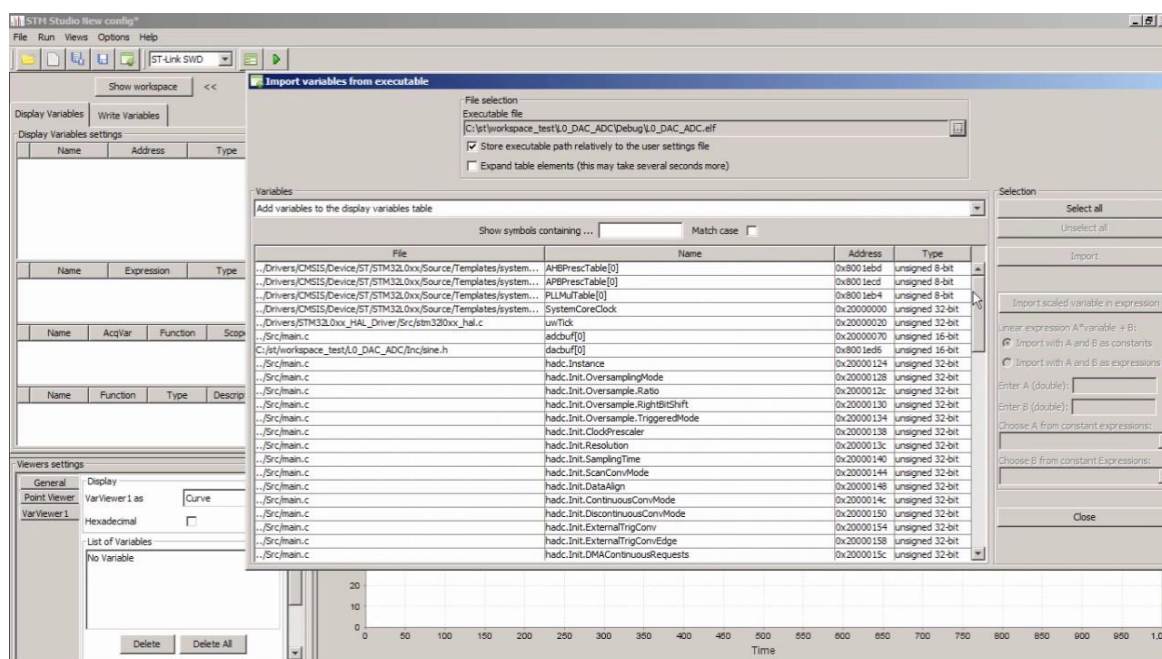 STM Studio New config*
File Run Views Options Help
ST-Link SWD
Show workspace <<
Display Variables Write Variables
Display Variables settings
Name Address Type
Name Expression Type
Name AcqVar Function Scope
Name Function Type Descrip
Viewers settings
General
Point Viewer
VarViewer1
Display
VarViewer1 as Curve
Hexadecimal
List of Variables
No Variable
Delete Delete All
Import variables from executable
File selection
Executable file
C:\st\workspace_test\L0_DAC_ADC\Debug\L0_DAC_ADC.elf
Store executable path relatively to the user settings file
Expand table elements (this may take several seconds more)
Variables
Add variables to the display variables table
Show symbols containing ... Match case
File Name Address Type
../Drivers/CMSIS/Device/ST/STM32L0xx/Source/Templates/system... AHBPrescTable[0] 0x8001ebd unsigned 8-bit
../Drivers/CMSIS/Device/ST/STM32L0xx/Source/Templates/system... APBPrescTable[0] 0x8001ecd unsigned 8-bit
../Drivers/CMSIS/Device/ST/STM32L0xx/Source/Templates/system... PLLMulTable[0] 0x8001eb4 unsigned 8-bit
../Drivers/CMSIS/Device/ST/STM32L0xx/Source/Templates/system... SystemCoreClock 0x20000000 unsigned 32-bit
../Drivers/STM32L0xx_HAL_Driver/Src/stm32l0xx_hal.c uwTick 0x20000020 unsigned 32-bit
../Src/main.c adcbuf[0] 0x20000070 unsigned 16-bit
C:/st/workspace_test/L0_DAC_ADC/Inc/sine.h dacbuf[0] 0x8001ed6 unsigned 16-bit
../Src/main.c hadc.Instance 0x20000124 unsigned 32-bit
../Src/main.c hadc.Init.OversamplingMode 0x20000128 unsigned 32-bit
../Src/main.c hadc.Init.Oversample.Ratio 0x2000012c unsigned 32-bit
../Src/main.c hadc.Init.Oversample.RightBitShift 0x20000130 unsigned 32-bit
../Src/main.c hadc.Init.Oversample.TriggeredMode 0x20000134 unsigned 32-bit
../Src/main.c hadc.Init.ClockPrescaler 0x20000138 unsigned 32-bit
../Src/main.c hadc.Init.Resolution 0x2000013c unsigned 32-bit
../Src/main.c hadc.Init.SamplingTime 0x20000140 unsigned 32-bit
../Src/main.c hadc.Init.ScanConvMode 0x20000144 unsigned 32-bit
../Src/main.c hadc.Init.DataAlign 0x20000148 unsigned 32-bit
../Src/main.c hadc.Init.ContinuousConvMode 0x2000014c unsigned 32-bit
../Src/main.c hadc.Init.DiscontinuousConvMode 0x20000150 unsigned 32-bit
../Src/main.c hadc.Init.ExternalTrigConv 0x20000154 unsigned 32-bit
../Src/main.c hadc.Init.ExternalTrigConvEdge 0x20000158 unsigned 32-bit
../Src/main.c hadc.Init.DMAContinuousRequests 0x2000015c unsigned 32-bit
Selection
Select all
Unselect all
Import
Import scaled variable in expression
Linear expression A*variable + B:
Import with A and B as constants
Import with A and B as expressions
Enter A (double):
Enter B (double):
Choose A from constant expressions:
Choose B from constant Expressions:
Close
20
10
0
0 50 100 150 200 250 300 350 400 450 500 550 600 650 700 750 800 850 900 950 1,0
Time